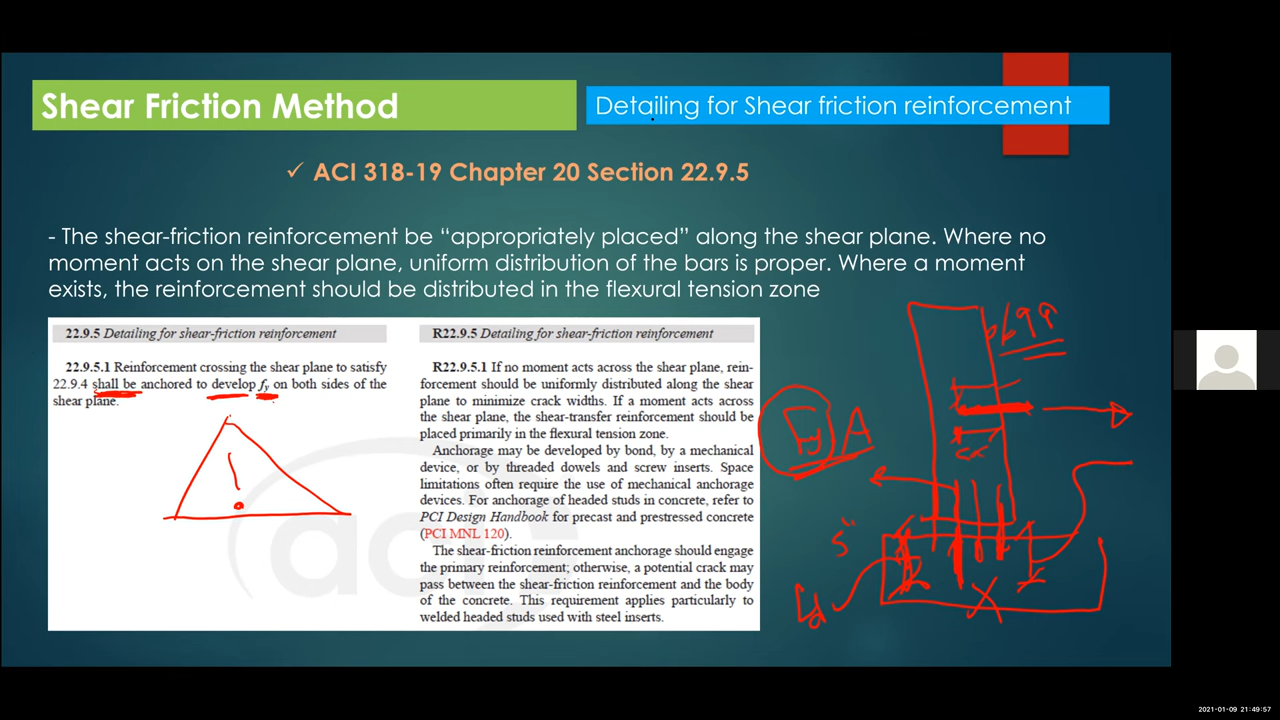 Shear Friction Method
Detailing for Shear friction reinforcement
✓ ACI 318-19 Chapter 20 Section 22.9.5
- The shear-friction reinforcement be “appropriately placed” along the shear plane. Where no
moment acts on the shear plane, uniform distribution of the bars is proper. Where a moment
exists, the reinforcement should be distributed in the flexural tension zone
22.9.5 Detailing for shear-friction reinforcement
22.9.5.1 Reinforcement crossing the shear plane to satisfy
22.9.4 shall be anchored to develop fy on both sides of the
shear plane.
R22.9.5 Detailing for shear-friction reinforcement
R22.9.5.1 If no moment acts across the shear plane, rein-
forcement should be uniformly distributed along the shear
plane to minimize crack widths. If a moment acts across
the shear plane, the shear-transfer reinforcement should be
placed primarily in the flexural tension zone.
Anchorage may be developed by bond, by a mechanical
device, or by threaded dowels and screw inserts. Space
limitations often require the use of mechanical anchorage
devices. For anchorage of headed studs in concrete, refer to
PCI Design Handbook for precast and prestressed concrete
(PCI MNL 120).
The shear-friction reinforcement anchorage should engage
the primary reinforcement; otherwise, a potential crack may
pass between the shear-friction reinforcement and the body
of the concrete. This requirement applies particularly to
welded headed studs used with steel inserts.
fy A
5"
ld
aci
2021-01-09 21:49:57